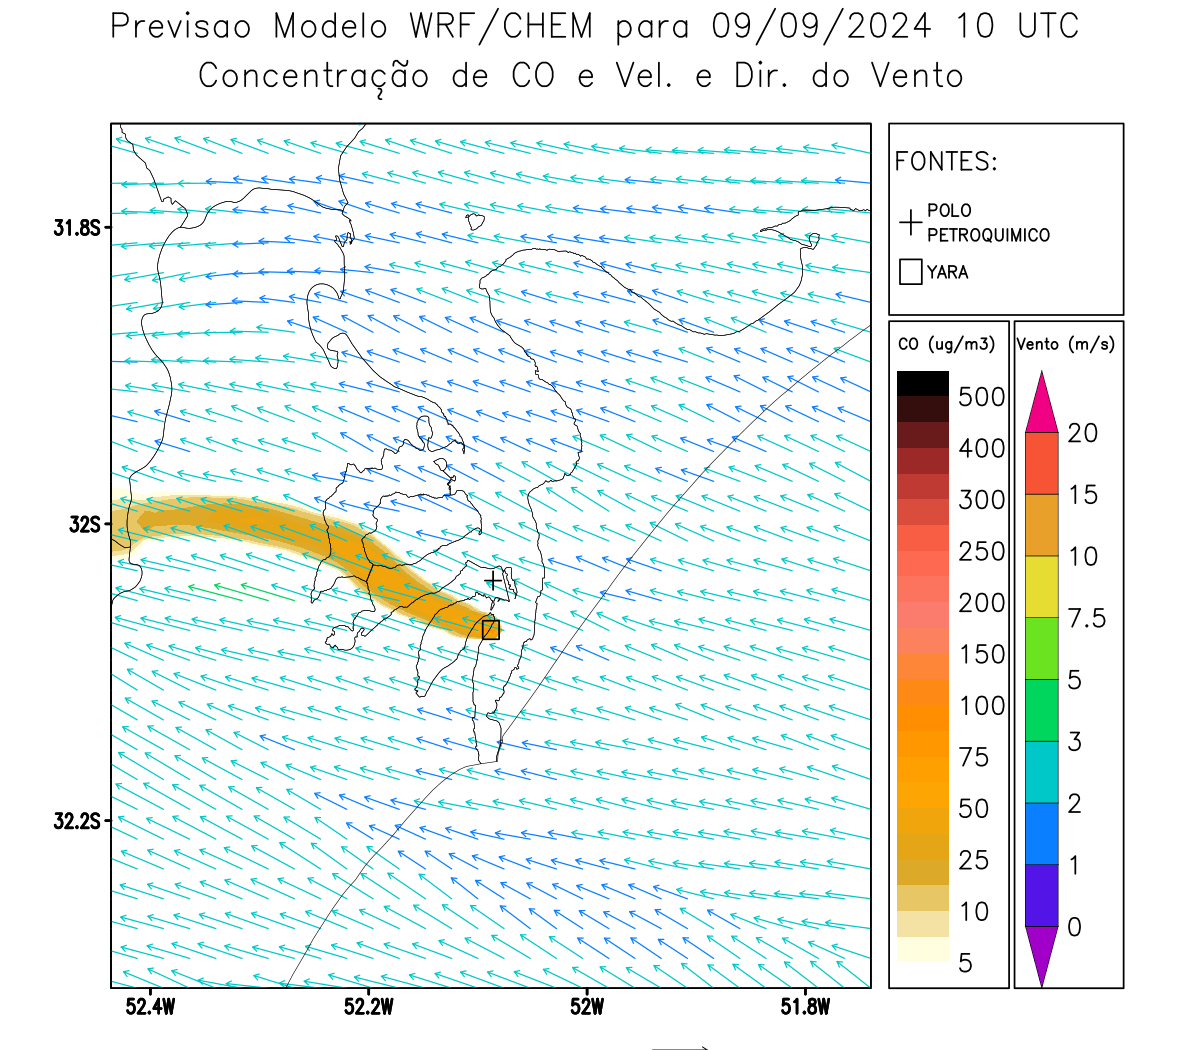 Previsao Modelo WRF/CHEM para 09/09/2024 10 UTC
Concentração de CO e Vel. e Dir. do Vento
FONTES:
POLO
PETROQUIMICO
YARA
CO (ug/m3)
500
400
300
250
200
150
100
75
50
25
10
5
Vento (m/s)
20
15
10
7.5
5
3
2
1
0
31.8S
32S
32.2S
52.4W
52.2W
52W
51.8W